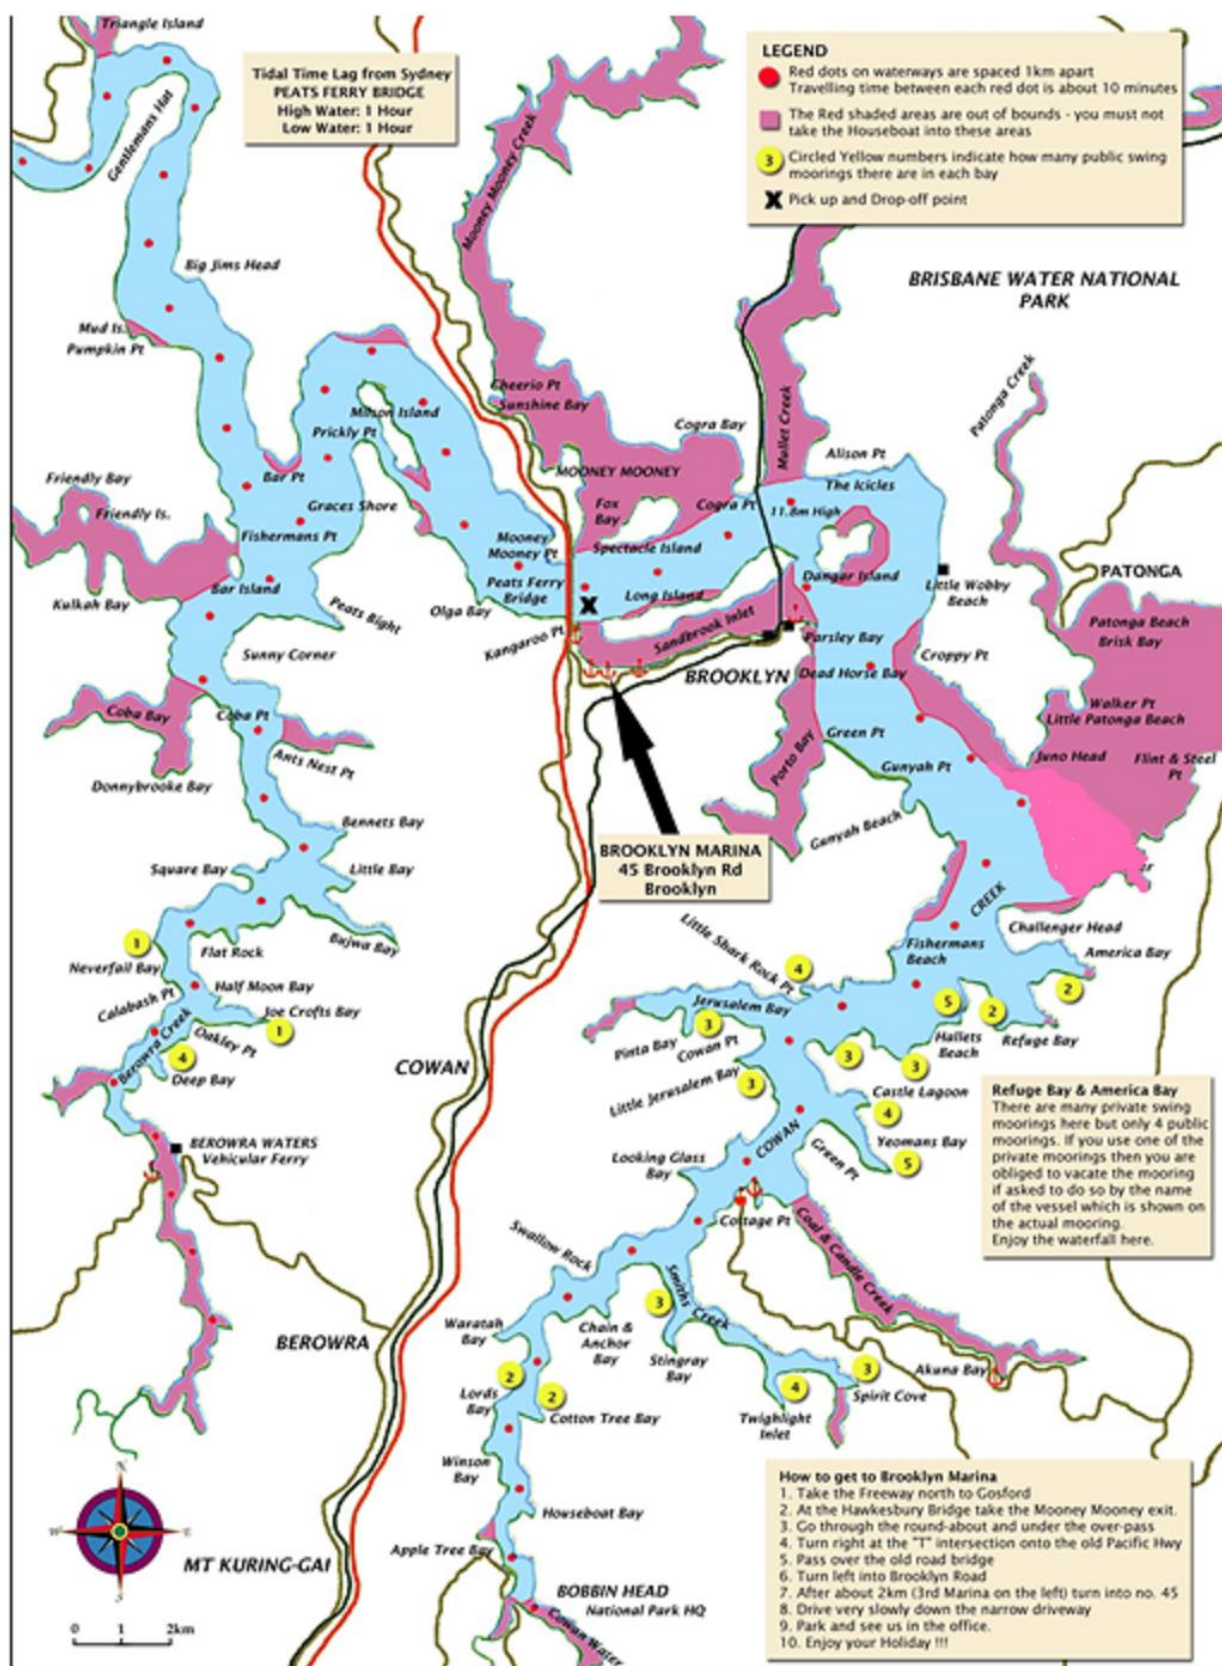 Triangle Island
Tidal Time Lag from Sydney
PEATS FERRY BRIDGE
High Water: 1 Hour
Low Water: 1 Hour
LEGEND
Red dots on waterways are spaced 1km apart
Travelling time between each red dot is about 10 minutes
The Red shaded areas are out of bounds - you must not
take the Houseboat into these areas
3
Circled Yellow numbers indicate how many public swing
moorings there are in each bay
X Pick up and Drop-off point
Gentlemans Hat
Mooney Mooney Creek
Big Jims Head
BRISBANE WATER NATIONAL
PARK
Mud Is.
Pumpkin Pt
Cheerio Pt
Sunshine Bay
Patonga Creek
Milson Island
Prickly Pt
Cogra Bay
Mullet Creek
Alison Pt
Friendly Bay
Friendly Is.
Bar Pt
MOONEY MOONEY
The Icicles
Graces Shore
Fox
Bay
Cogra Pt
11.8m High
Fishermans Pt
Mooney
Mooney Pt
Spectacle Island
Bar Island
Peats Ferry
Bridge
Dangar Island
Little Wobby
Beach
PATONGA
Kulkah Bay
Peats Bight
Olga Bay
X
Long Island
Sandbrook Inlet
Patonga Beach
Brisk Bay
Kangaroo Pt
Parsley Bay
Sunny Corner
Croppy Pt
BROOKLYN
Dead Horse Bay
Coba Bay
Coba Pt
Walker Pt
Little Patonga Beach
Green Pt
Ants Nest Pt
Porto Bay
Gunyah Pt
Juno Head
Flint & Steel
Pt
Donnybrooke Bay
Bennets Bay
Gunyah Beach
BROOKLYN MARINA
45 Brooklyn Rd
Brooklyn
Square Bay
Little Bay
er
CREEK
Challenger Head
Little Shark Rock Pt
1
Flat Rock
Bujwa Bay
Fishermans
Beach
America Bay
Neverfail Bay
4
2
Half Moon Bay
Jerusalem Bay
5
2
Calabash Pt
Joe Crofts Bay
1
3
Berowra Creek
Oakley Pt
Pinta Bay
Cowan Pt
Hallets
Beach
Refuge Bay
4
Deep Bay
3
3
COWAN
Little Jerusalem Bay
3
Castle Lagoon
4
Refuge Bay & America Bay
There are many private swing
moorings here but only 4 public
moorings. If you use one of the
private moorings then you are
obliged to vacate the mooring
if asked to do so by the name
of the vessel which is shown on
the actual mooring.
Enjoy the waterfall here.
COWAN
Yeomans Bay
5
Green Pt
BEROWRA WATERS
Vehicular Ferry
Looking Glass
Bay
Cottage Pt
Coal & Candle Creek
Swallow Rock
Smiths Creek
3
Waratah
Bay
Chain &
Anchor
Bay
BEROWRA
Stingray
Bay
Akuna Bay
3
2
2
4
Lords
Bay
Spirit Cove
Cotton Tree Bay
Twighlight
Inlet
Winson
Bay
How to get to Brooklyn Marina
1. Take the Freeway north to Gosford
2. At the Hawkesbury Bridge take the Mooney Mooney exit.
3. Go through the round-about and under the over-pass
4. Turn right at the "T" intersection onto the old Pacific Hwy
5. Pass over the old road bridge
6. Turn left into Brooklyn Road
7. After about 2km (3rd Marina on the left) turn into no. 45
8. Drive very slowly down the narrow driveway
9. Park and see us in the office.
10. Enjoy your Holiday !!!
Houseboat Bay
N
W
E
S
Apple Tree Bay
MT KURING-GAI
BOBBIN HEAD
National Park HQ
Cowan Water
0 1 2km